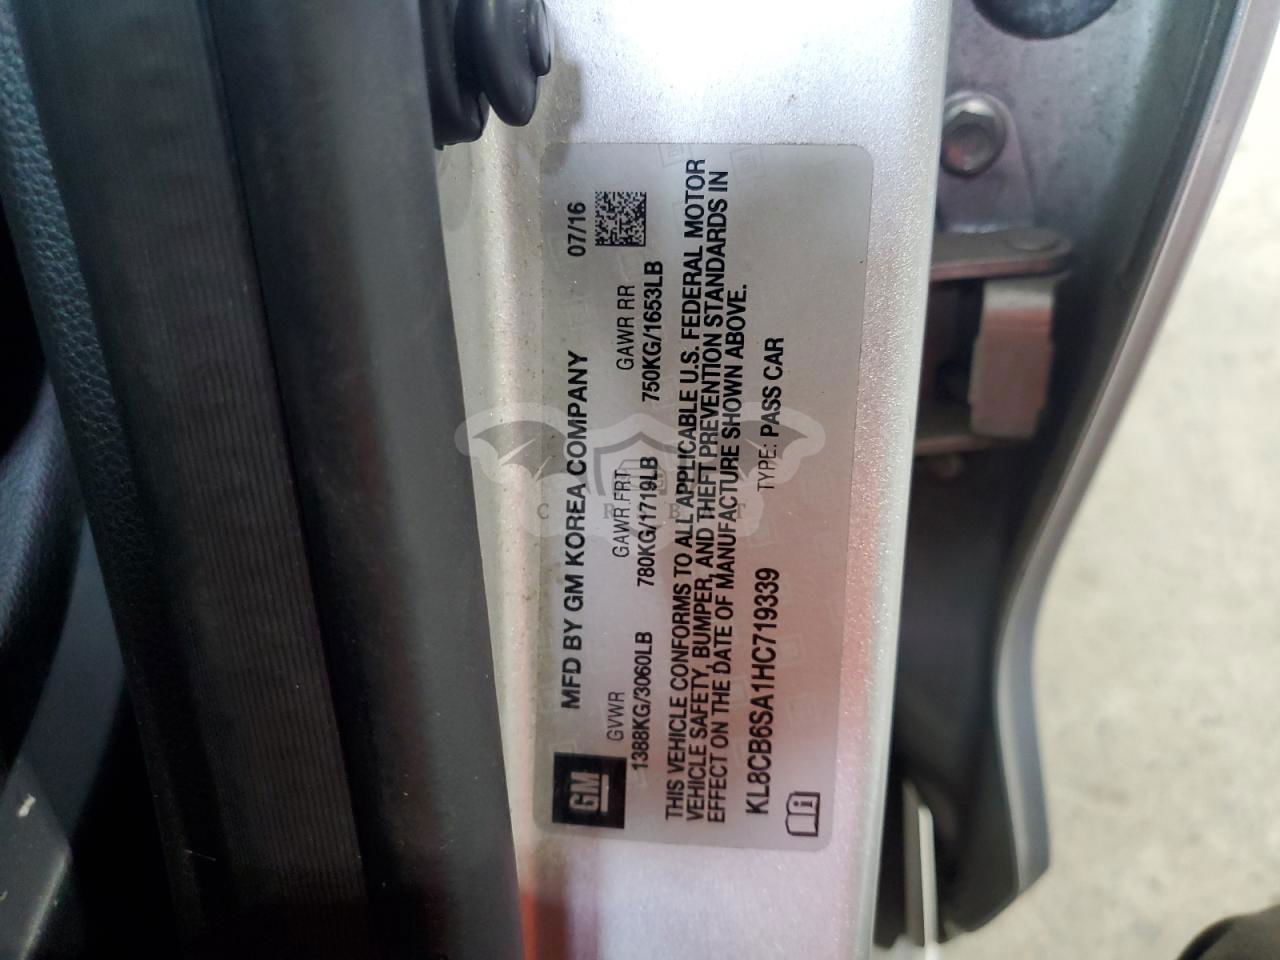 MFD BY GM KOREA COMPANY 07/16
GM
GVWR GAWR FRT GAWR RR
1388KG/3060LB 780KG/1719LB 750KG/1653LB
THIS VEHICLE CONFORMS TO ALL APPLICABLE U.S. FEDERAL MOTOR
VEHICLE SAFETY, BUMPER, AND THEFT PREVENTION STANDARDS IN
EFFECT ON THE DATE OF MANUFACTURE SHOWN ABOVE.
KL8CB6SA1HC719339 TYPE: PASS CAR